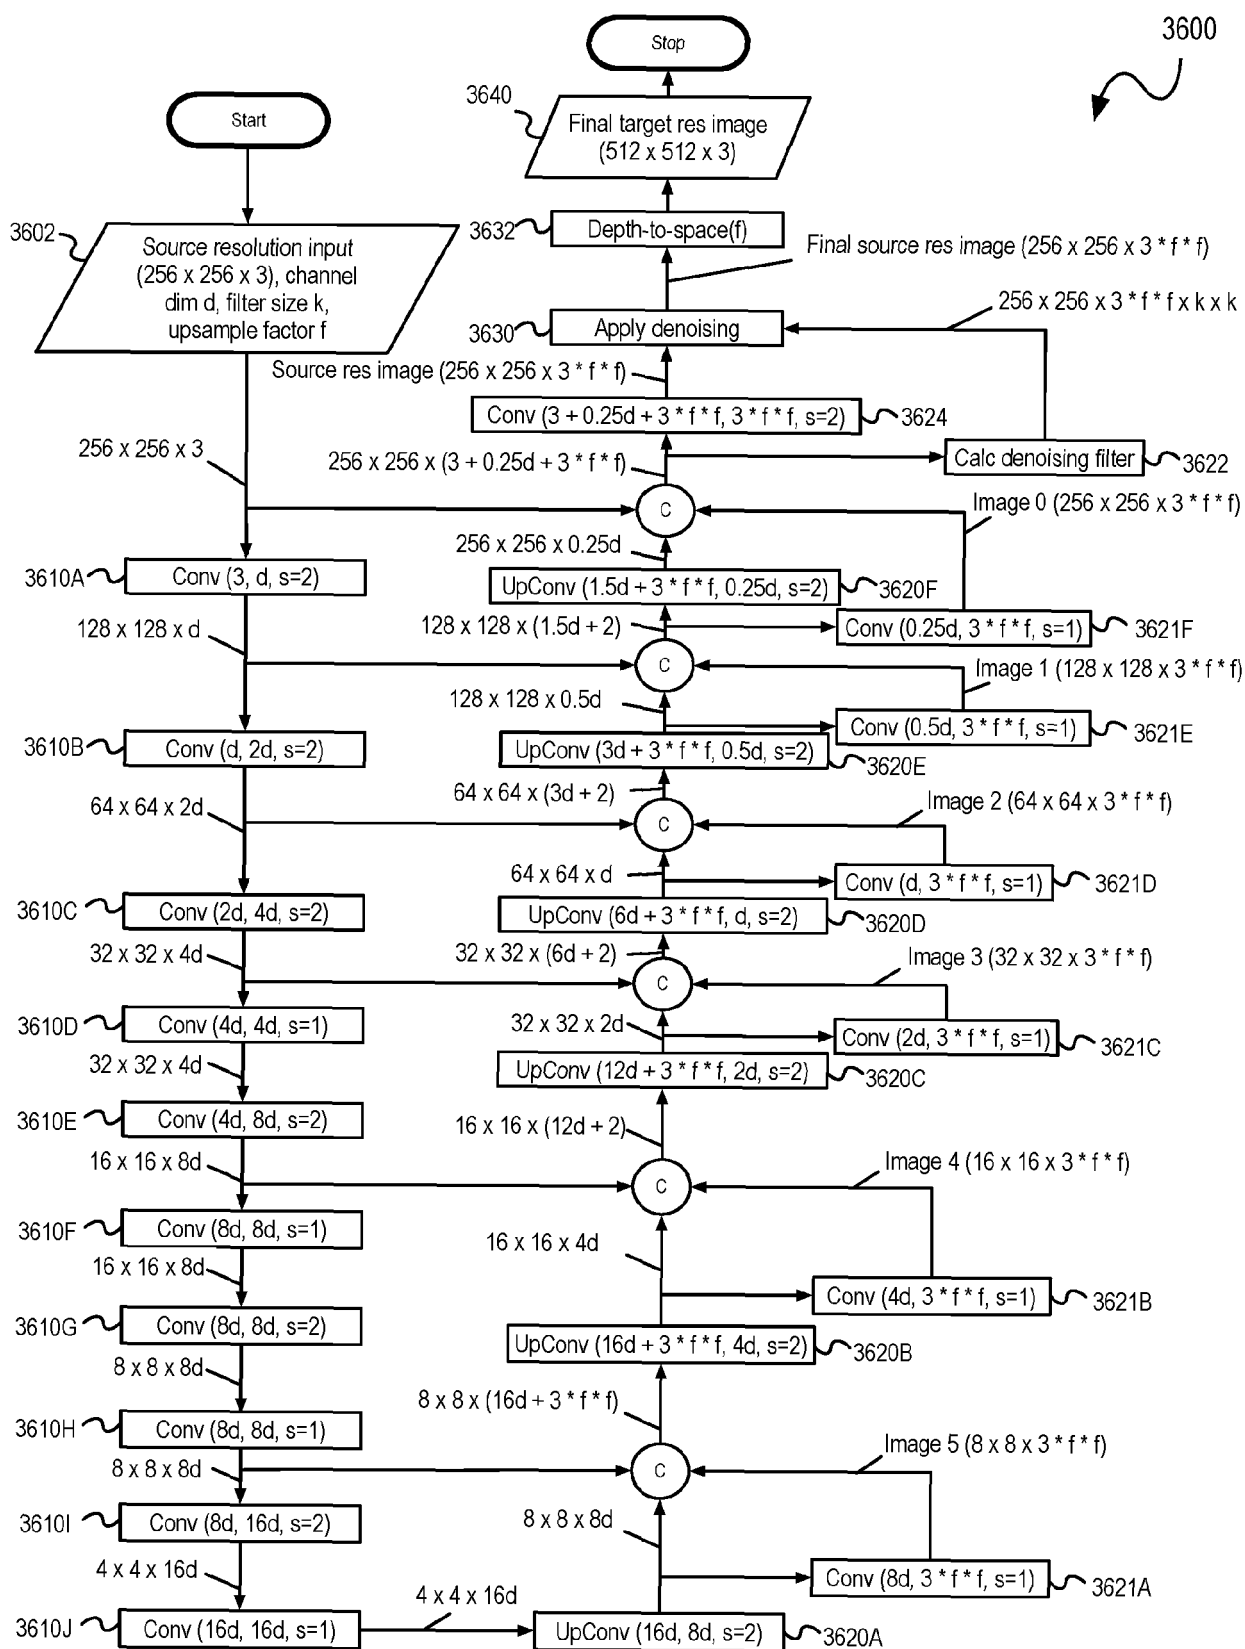 3600
Stop
3640
Final target res image
(512 x 512 x 3)
Start
3602
Source resolution input
(256 x 256 x 3), channel
dim d, filter size k,
upsample factor f
3632
Depth-to-space(f)
Final source res image (256 x 256 x 3 * f * f)
256 x 256 x 3 * f * f x k x k
3630
Apply denoising
Source res image (256 x 256 x 3 * f * f)
Conv (3 + 0.25d + 3 * f * f, 3 * f * f, s=2)
3624
256 x 256 x 3
256 x 256 x (3 + 0.25d + 3 * f * f)
Calc denoising filter
3622
C
Image 0 (256 x 256 x 3 * f * f)
256 x 256 x 0.25d
3610A
Conv (3, d, s=2)
UpConv (1.5d + 3 * f * f, 0.25d, s=2)
3620F
128 x 128 x d
128 x 128 x (1.5d + 2)
Conv (0.25d, 3 * f * f, s=1)
3621F
C
Image 1 (128 x 128 x 3 * f * f)
128 x 128 x 0.5d
Conv (0.5d, 3 * f * f, s=1)
3621E
3610B
Conv (d, 2d, s=2)
UpConv (3d + 3 * f * f, 0.5d, s=2)
3620E
64 x 64 x 2d
64 x 64 x (3d + 2)
Image 2 (64 x 64 x 3 * f * f)
C
64 x 64 x d
Conv (d, 3 * f * f, s=1)
3621D
3610C
Conv (2d, 4d, s=2)
UpConv (6d + 3 * f * f, d, s=2)
3620D
32 x 32 x 4d
32 x 32 x (6d + 2)
Image 3 (32 x 32 x 3 * f * f)
C
3610D
Conv (4d, 4d, s=1)
32 x 32 x 2d
Conv (2d, 3 * f * f, s=1)
3621C
32 x 32 x 4d
UpConv (12d + 3 * f * f, 2d, s=2)
3620C
3610E
Conv (4d, 8d, s=2)
16 x 16 x (12d + 2)
16 x 16 x 8d
Image 4 (16 x 16 x 3 * f * f)
C
3610F
Conv (8d, 8d, s=1)
16 x 16 x 4d
16 x 16 x 8d
Conv (4d, 3 * f * f, s=1)
3621B
3610G
Conv (8d, 8d, s=2)
UpConv (16d + 3 * f * f, 4d, s=2)
3620B
8 x 8 x 8d
8 x 8 x (16d + 3 * f * f)
3610H
Conv (8d, 8d, s=1)
Image 5 (8 x 8 x 3 * f * f)
8 x 8 x 8d
C
3610I
Conv (8d, 16d, s=2)
8 x 8 x 8d
4 x 4 x 16d
Conv (8d, 3 * f * f, s=1)
3621A
4 x 4 x 16d
3610J
Conv (16d, 16d, s=1)
UpConv (16d, 8d, s=2)
3620A